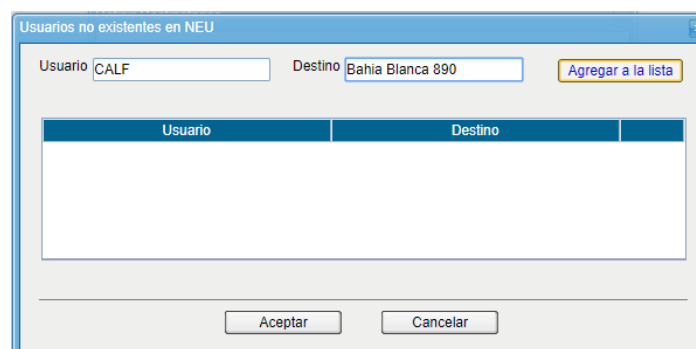 Usuarios no existentes en NEU
Usuario CALF Destino Bahia Blanca 890 Agregar a la lista
Usuario Destino
Aceptar Cancelar